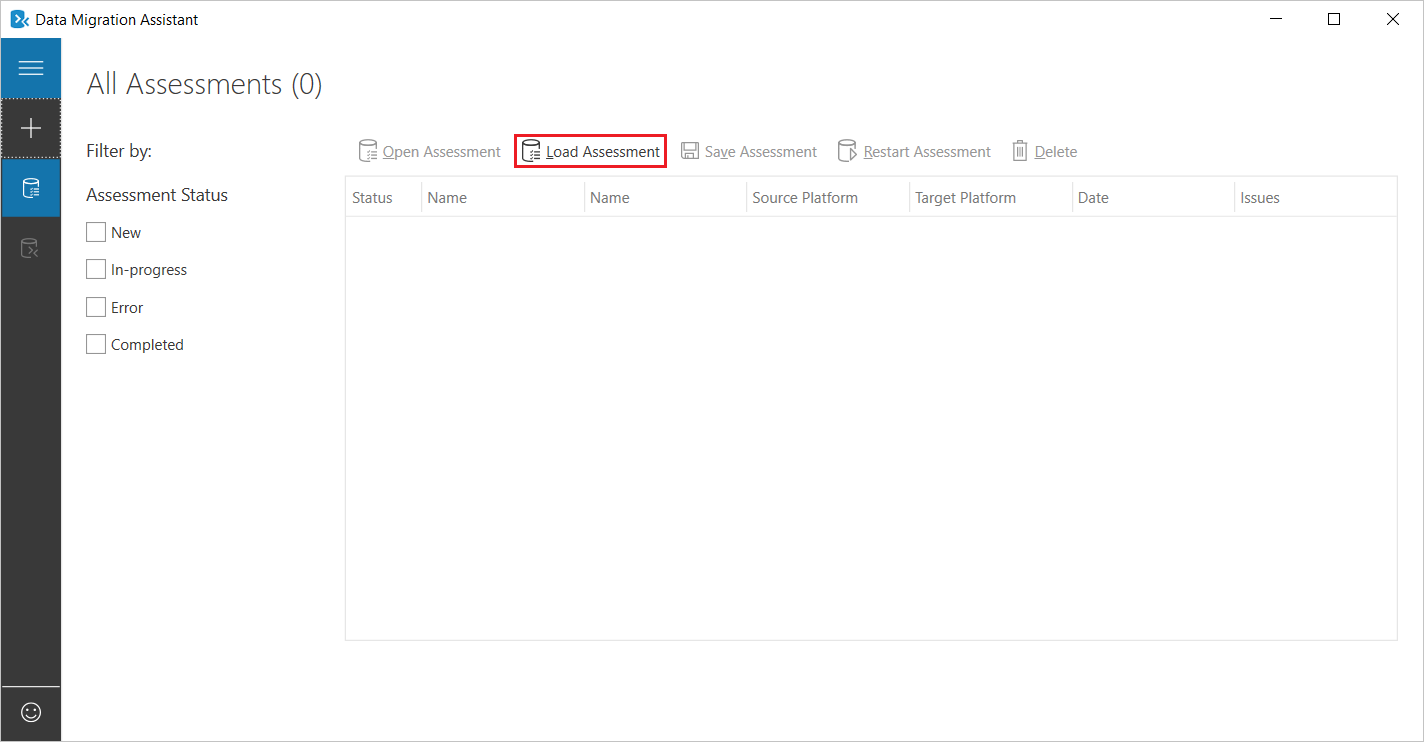 Data Migration Assistant
All Assessments (0)
Filter by:
Open Assessment Load Assessment Save Assessment Restart Assessment Delete
Assessment Status
Status Name Name Source Platform Target Platform Date Issues
New
In-progress
Error
Completed